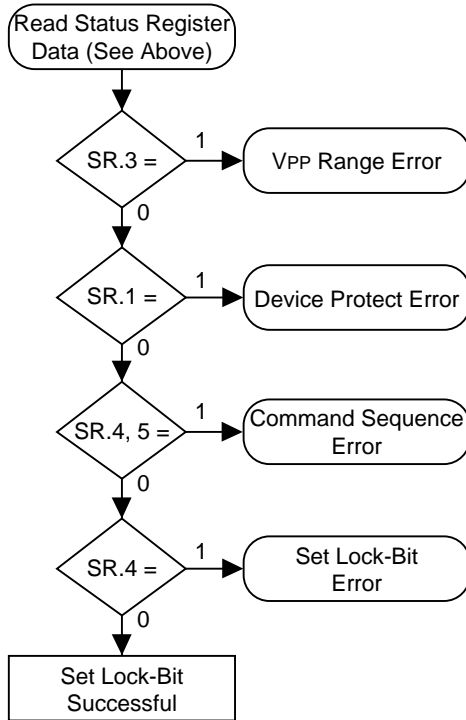 Read Status Register
Data (See Above)
SR.3 =
1
VPP Range Error
0
SR.1 =
1
Device Protect Error
0
SR.4, 5 =
1
Command Sequence
Error
0
SR.4 =
1
Set Lock-Bit
Error
0
Set Lock-Bit
Successful